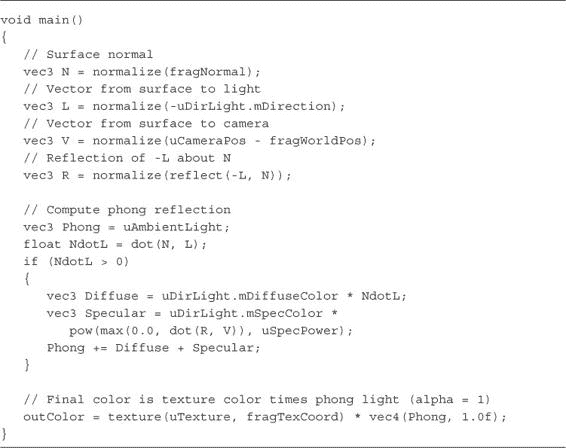 void main()
{
   // Surface normal
   vec3 N = normalize(fragNormal);
   // Vector from surface to light
   vec3 L = normalize(-uDirLight.mDirection);
   // Vector from surface to camera
   vec3 V = normalize(uCameraPos - fragWorldPos);
   // Reflection of -L about N
   vec3 R = normalize(reflect(-L, N));

   // Compute phong reflection
   vec3 Phong = uAmbientLight;
   float NdotL = dot(N, L);
   if (NdotL > 0)
   {
      vec3 Diffuse = uDirLight.mDiffuseColor * NdotL;
      vec3 Specular = uDirLight.mSpecColor *
         pow(max(0.0, dot(R, V)), uSpecPower);
      Phong += Diffuse + Specular;
   }

   // Final color is texture color times phong light (alpha = 1)
   outColor = texture(uTexture, fragTexCoord) * vec4(Phong, 1.0f);
}